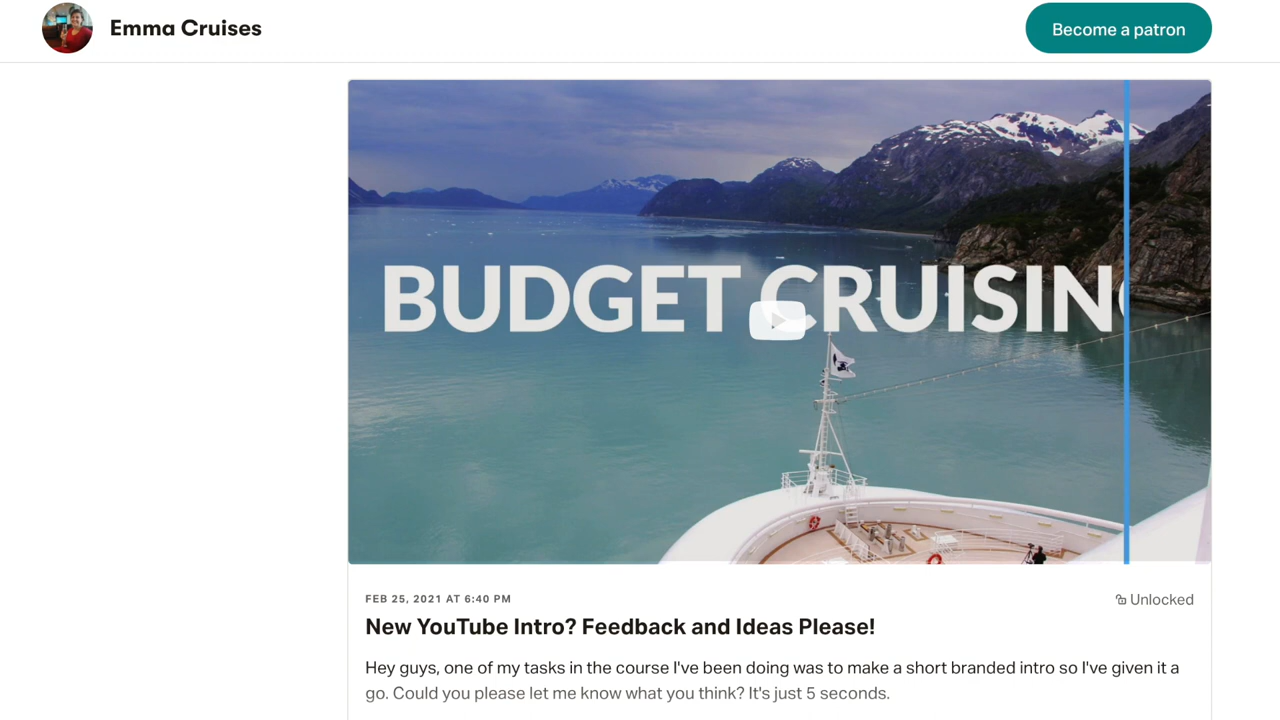 Emma Cruises
Become a patron
BUDGET CRUISIN
FEB 25, 2021 AT 6:40 PM
Unlocked
New YouTube Intro? Feedback and Ideas Please!
Hey guys, one of my tasks in the course I've been doing was to make a short branded intro so I've given it a
go. Could you please let me know what you think? It's just 5 seconds.